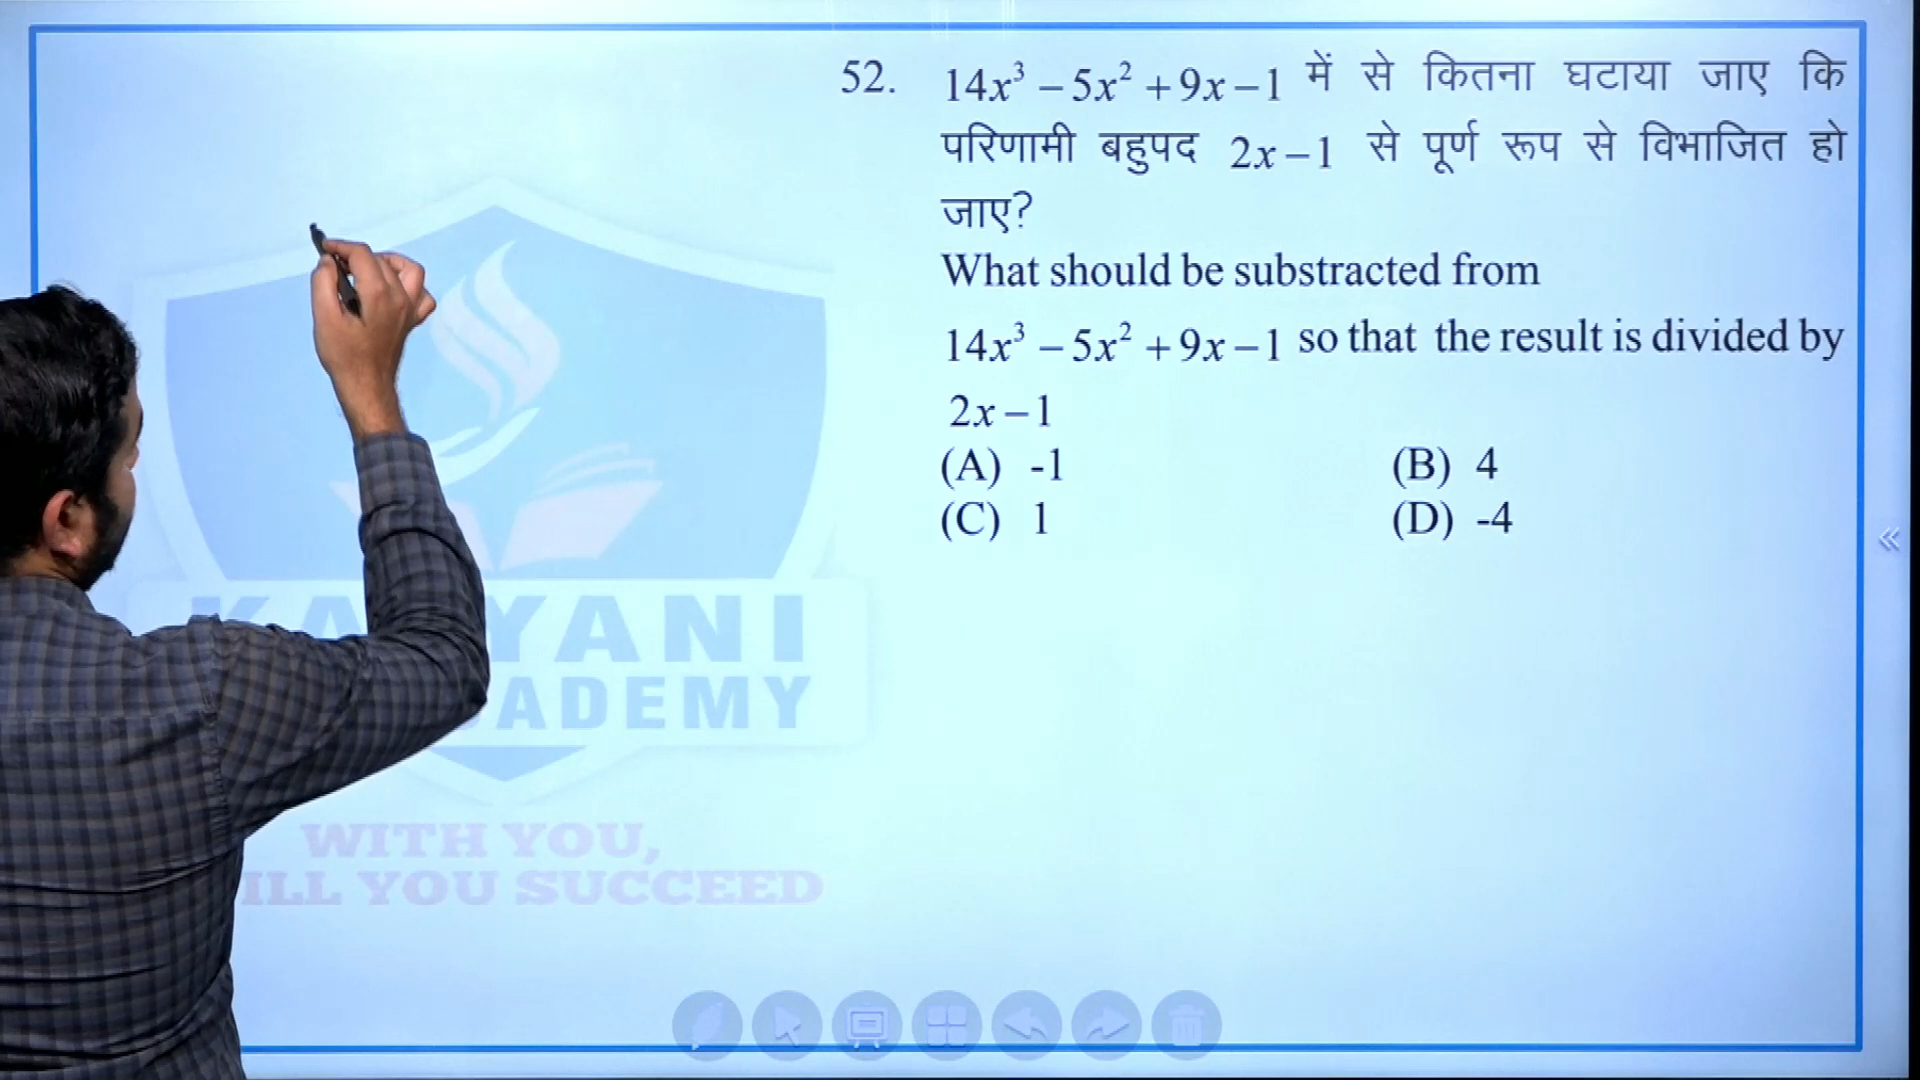 52. 14x³ – 5x² + 9x – 1 में से कितना घटाया जाए कि
परिणामी बहुपद 2x – 1 से पूर्ण रूप से विभाजित हो
जाए?
What should be substracted from
14x³ – 5x² + 9x – 1 so that the result is divided by
2x – 1
(A) -1 (B) 4
(C) 1 (D) -4
YANI
ADEMY
WITH YOU,
ILL YOU SUCCEED